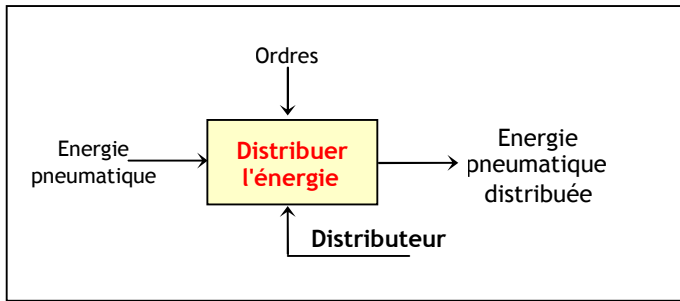 Ordres
Energie
pneumatique
Distribuer
l'énergie
Energie
pneumatique
distribuée
Distributeur